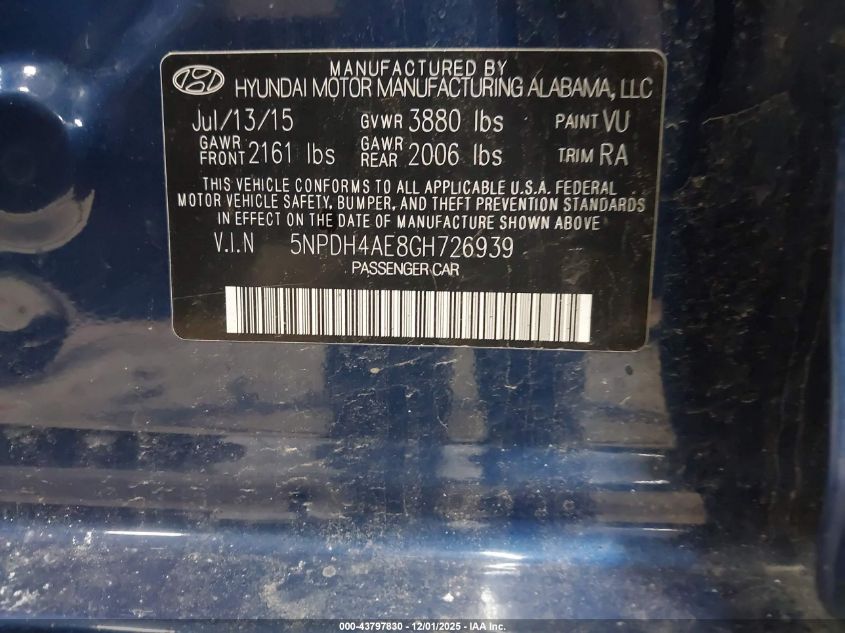 MANUFACTURED BY
HYUNDAI MOTOR MANUFACTURING ALABAMA, LLC
Jul/13/15 GVWR 3880 lbs PAINT VU
GAWR FRONT 2161 lbs GAWR REAR 2006 lbs TRIM RA
THIS VEHICLE CONFORMS TO ALL APPLICABLE U.S.A. FEDERAL
MOTOR VEHICLE SAFETY, BUMPER, AND THEFT PREVENTION STANDARDS
IN EFFECT ON THE DATE OF MANUFACTURE SHOWN ABOVE
V.I.N 5NPDH4AE8GH726939
PASSENGER CAR
000-43797830 - 12/01/2025 - IAA Inc.